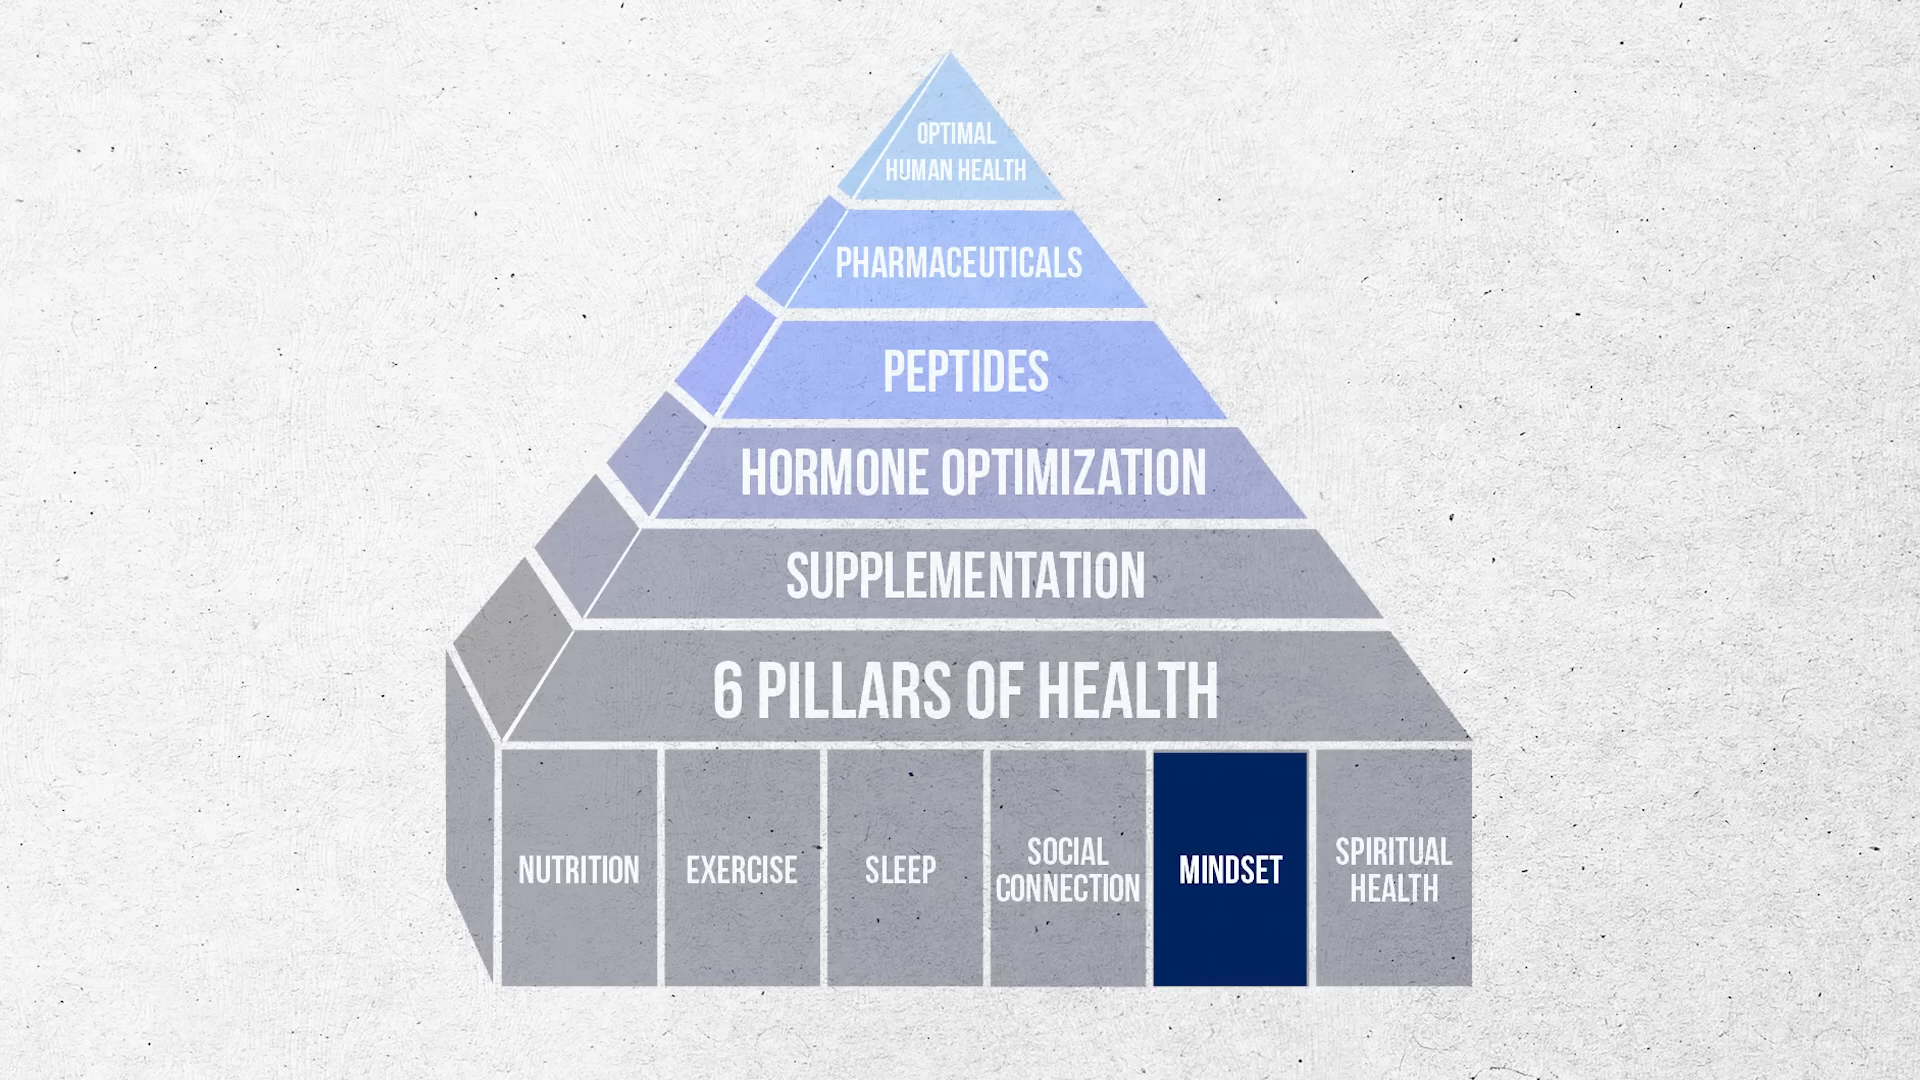 OPTIMAL
HUMAN HEALTH
PHARMACEUTICALS
PEPTIDES
HORMONE OPTIMIZATION
SUPPLEMENTATION
6 PILLARS OF HEALTH
NUTRITION
EXERCISE
SLEEP
SOCIAL
CONNECTION
MINDSET
SPIRITUAL
HEALTH